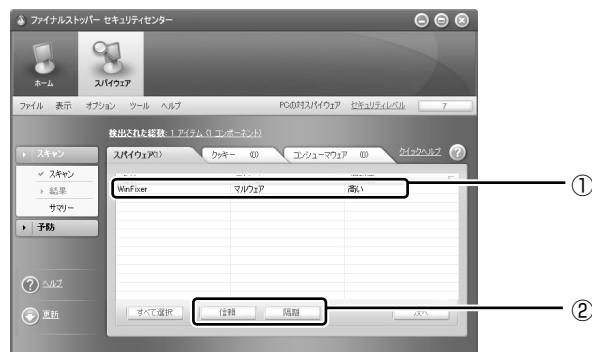 ファイナルストッパー セキュリティセンター
ホーム
スパイウェア
ファイル 表示 オプション ツール ヘルプ PCの対スパイウェア セキュリティレベル 7
検出された総数: 1 アイテム (1 コンポーネント)
スキャン
スパイウェア(1) クッキー (0) コンシューマウェア (0) クイックヘルプ ?
スキャン
結果
サマリー
WinFixer マルウェア 高い
①
予防
? ヘルプ
更新
すべて選択 信頼 隔離 次へ
②